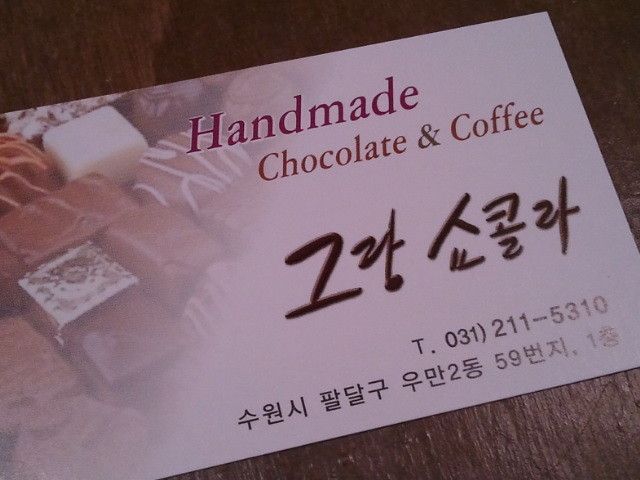 Handmade
Chocolate & Coffee
그랑 쇼콜라
T. 031) 211-5310
수원시 팔달구 우만2동 59번지. 1층